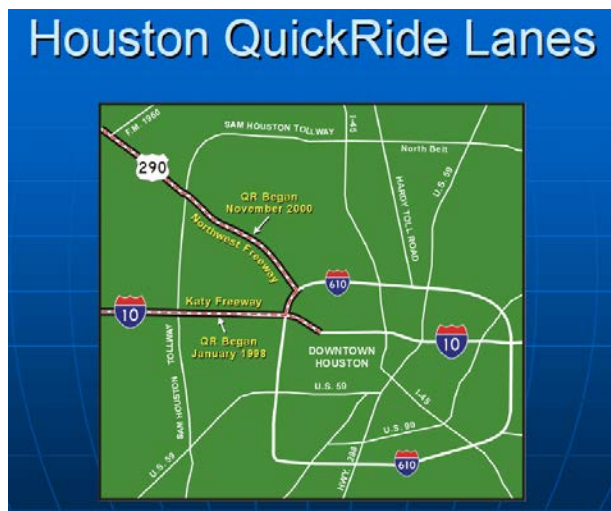 Houston QuickRide Lanes
F.M. 1960
SAM HOUSTON TOLLWAY
I-45
North Belt
U.S. 59
290
QR Began
November 2000
Northwest Freeway
HARDY TOLL ROAD
610
Katy Freeway
10
QR Began
January 1998
10
DOWNTOWN
HOUSTON
SAM HOUSTON TOLLWAY
U.S. 59
I-45
U.S. 90
U.S. 59
HWY. 288
610